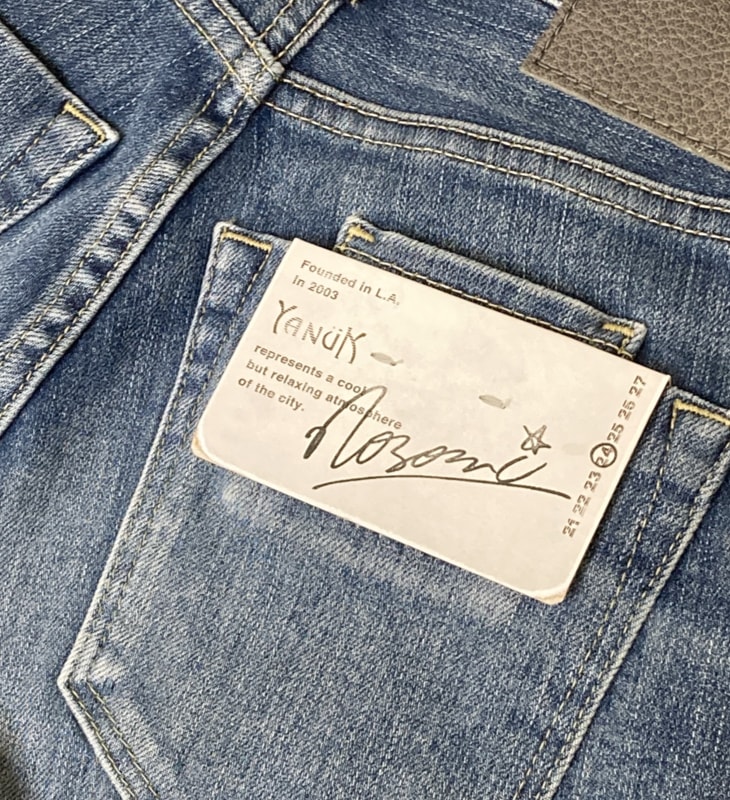 Founded in L.A.
In 2003
YANUK
represents a cool
but relaxing atmosphere
of the city.
Nozomi
21 22 23 24 25 25 27